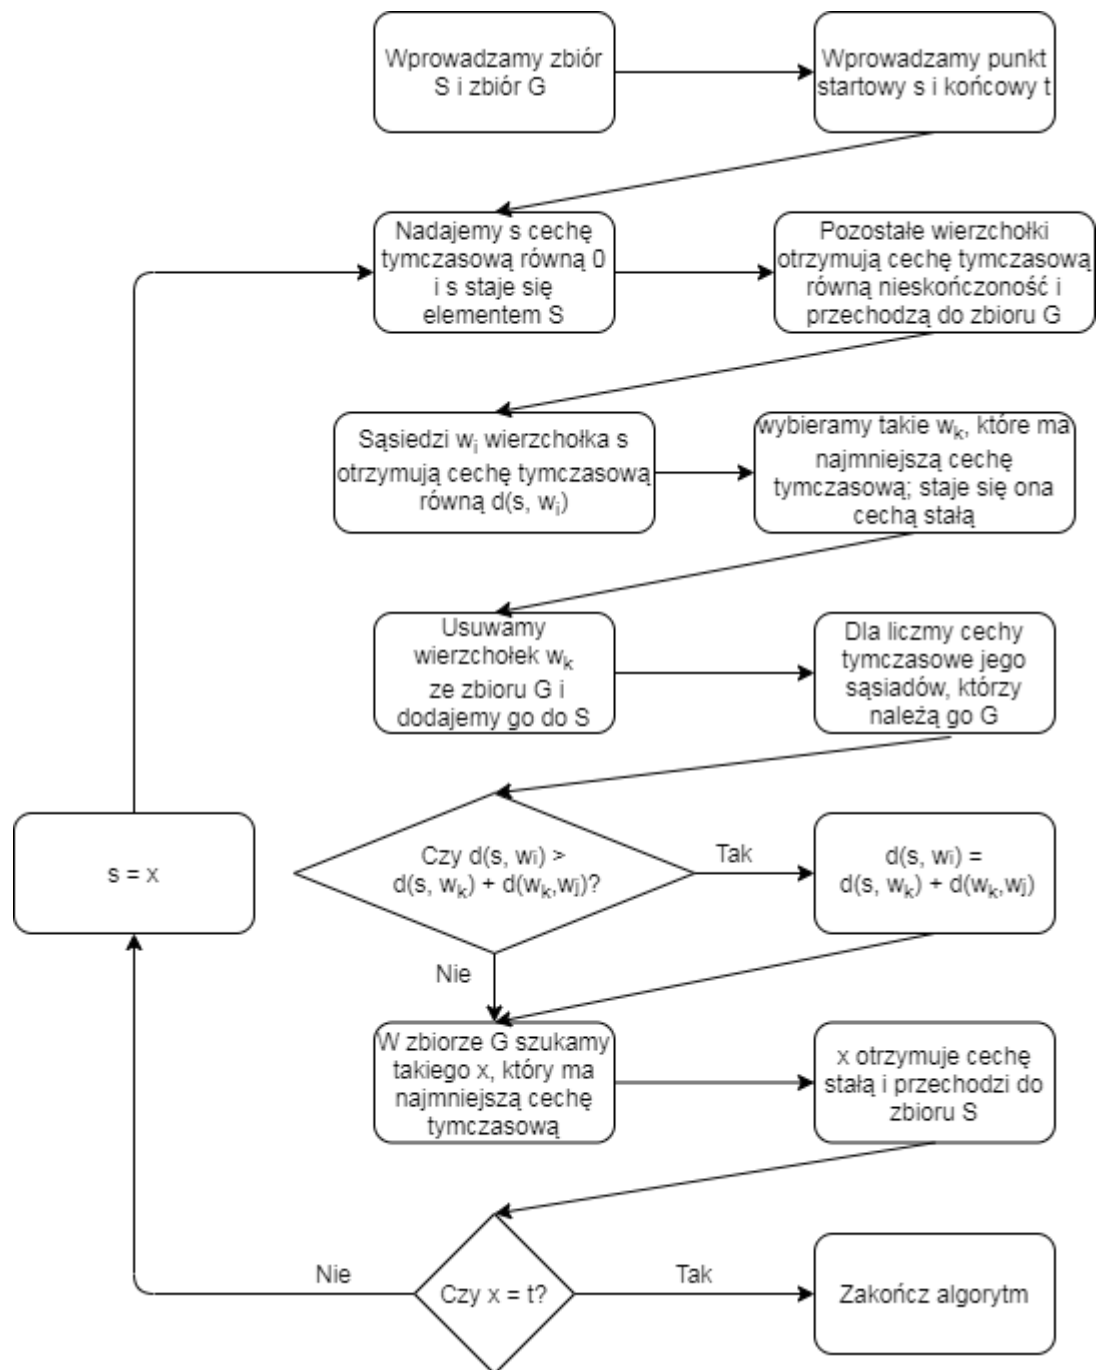 Wprowadzamy zbiór
S i zbiór G
Wprowadzamy punkt
startowy s i końcowy t
Nadajemy s cechę
tymczasową równą 0
i s staje się
elementem S
Pozostałe wierzchołki
otrzymują cechę tymczasową
równą nieskończoność i
przechodzą do zbioru G
Sąsiedzi wᵢ wierzchołka s
otrzymują cechę tymczasową
równą d(s, wᵢ)
wybieramy takie wₖ, które ma
najmniejszą cechę
tymczasową; staje się ona
cechą stałą
Usuwamy
wierzchołek wₖ
ze zbioru G i
dodajemy go do S
Dla liczmy cechy
tymczasowe jego
sąsiadów, którzy
należą go G
s = x
Czy d(s, wᵢ) >
d(s, wₖ) + d(wₖ,wⱼ)?
Tak
d(s, wᵢ) =
d(s, wₖ) + d(wₖ,wⱼ)
Nie
W zbiorze G szukamy
takiego x, który ma
najmniejszą cechę
tymczasową
x otrzymuje cechę
stałą i przechodzi do
zbioru S
Nie
Czy x = t?
Tak
Zakończ algorytm